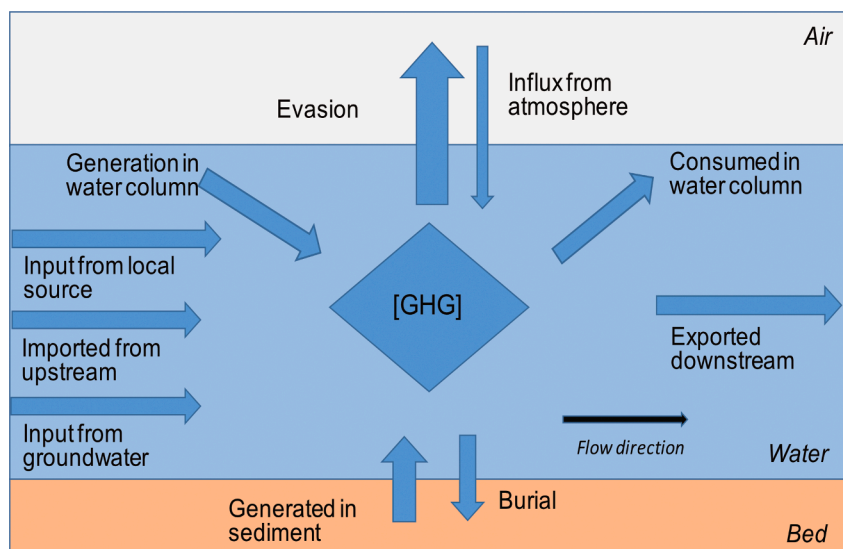 Air
Evasion
Influx from
atmosphere
Generation in
water column
Consumed in
water column
Input from local
source
[GHG]
Imported from
upstream
Exported
downstream
Input from
groundwater
Flow direction
Water
Generated in
sediment
Burial
Bed